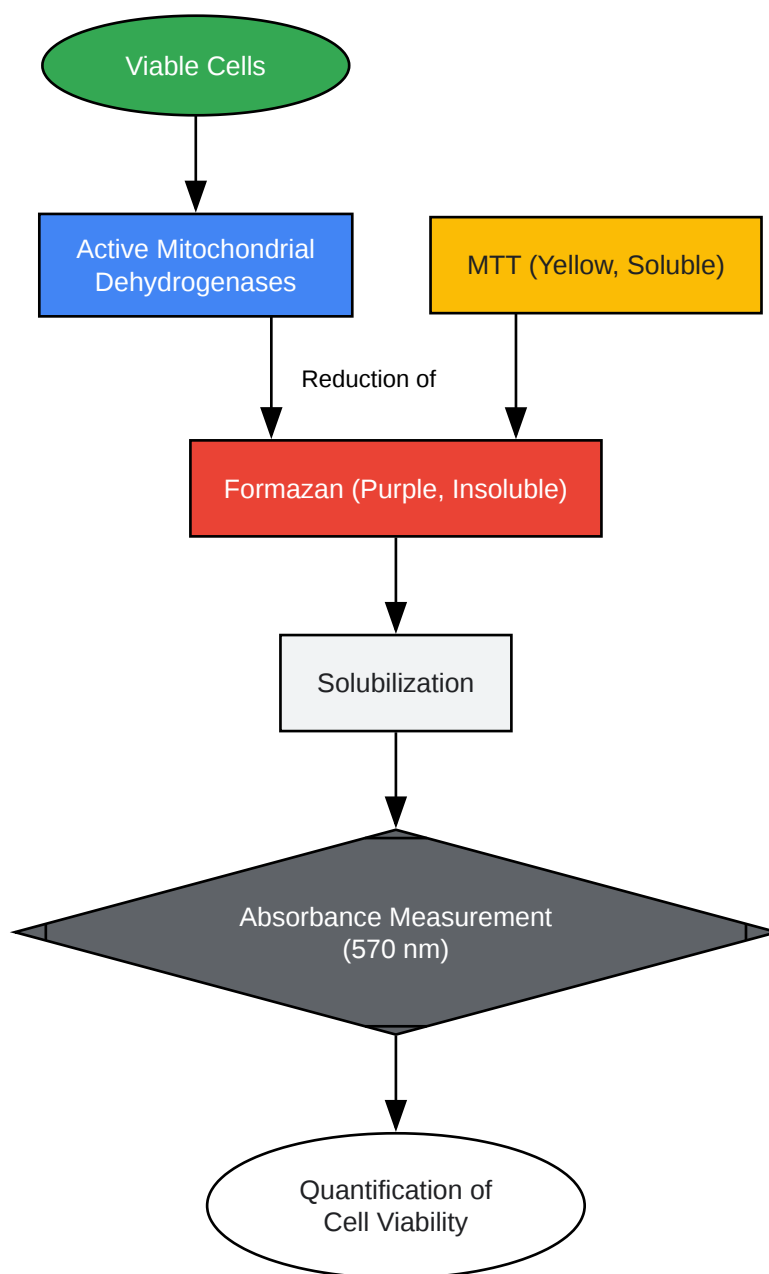 Viable Cells
Active Mitochondrial
Dehydrogenases
MTT (Yellow, Soluble)
Reduction of
Formazan (Purple, Insoluble)
Solubilization
Absorbance Measurement
(570 nm)
Quantification of
Cell Viability